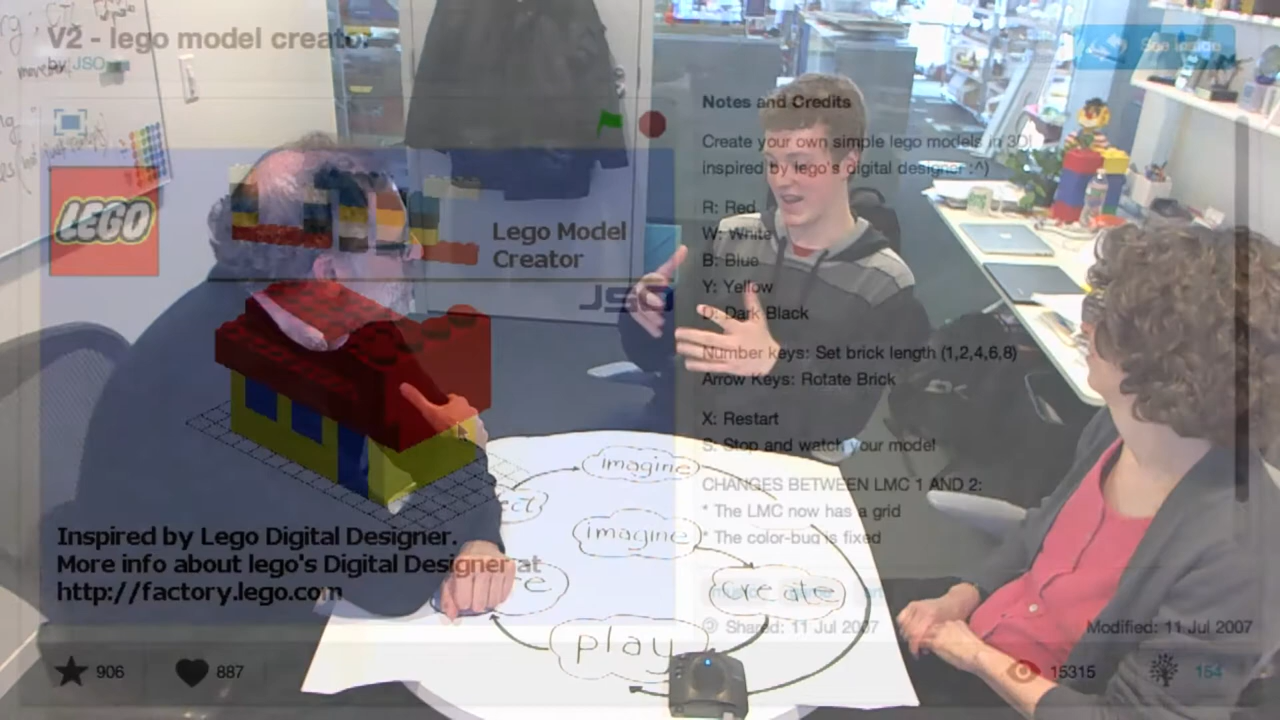 V2 - lego model creator
by JSO
See inside
LEGO
Lego Model
Creator
JSO
Inspired by Lego Digital Designer.
More info about lego's Digital Designer at
http://factory.lego.com
906
887
Notes and Credits
Create your own simple lego models in 3D!
inspired by lego's digital designer :^)
R: Red
W: White
B: Blue
Y: Yellow
D: Dark Black
Number keys: Set brick length (1,2,4,6,8)
Arrow Keys: Rotate Brick
X: Restart
S: Stop and watch your model
CHANGES BETWEEN LMC 1 AND 2:
* The LMC now has a grid
* The color-bug is fixed
Shared: 11 Jul 2007
Modified: 11 Jul 2007
15315
154
imagine
imagine
create
play